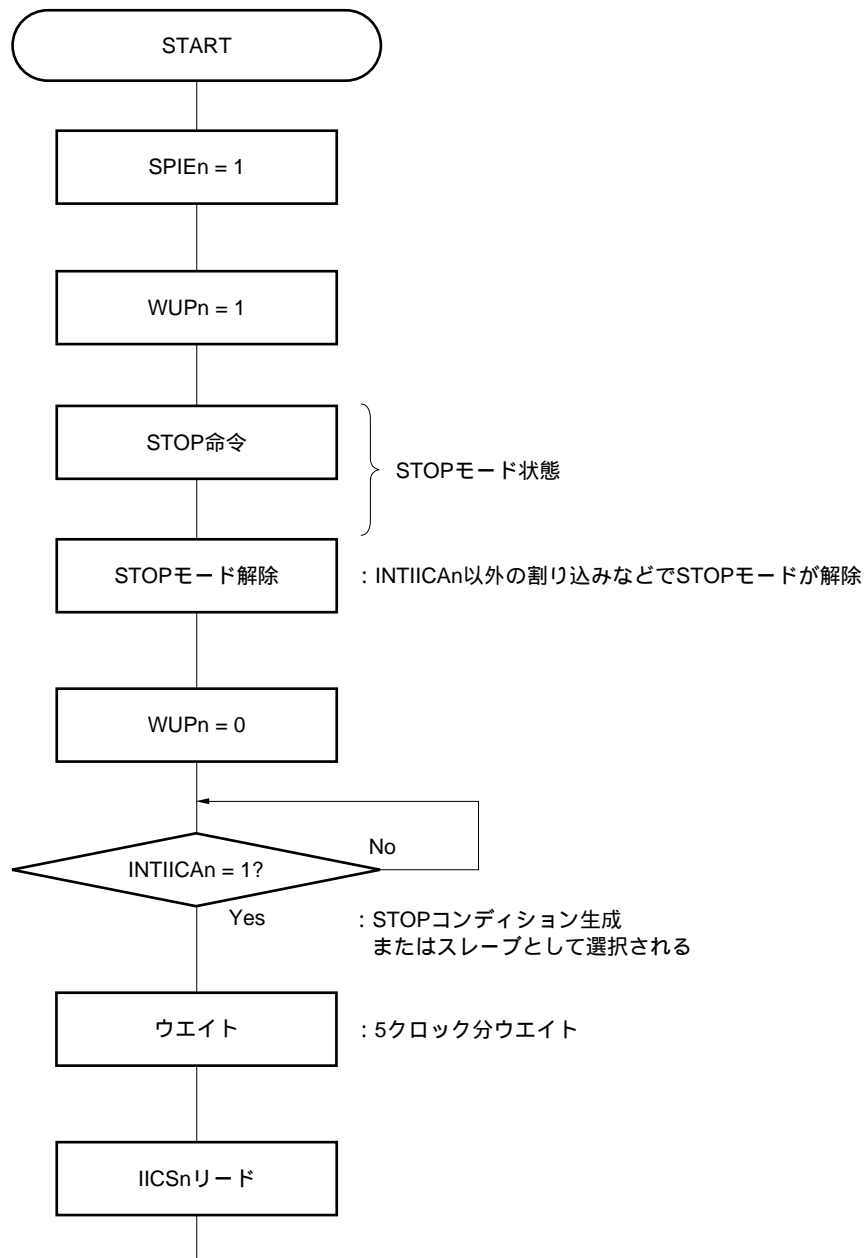 START
SPIEn = 1
WUPn = 1
STOP命令
STOPモード状態
STOPモード解除
：INTIICAn以外の割り込みなどでSTOPモードが解除
WUPn = 0
No
INTIICAn = 1?
Yes
：STOPコンディション生成
またはスレーブとして選択される
ウエイト
：5クロック分ウエイト
IICSnリード